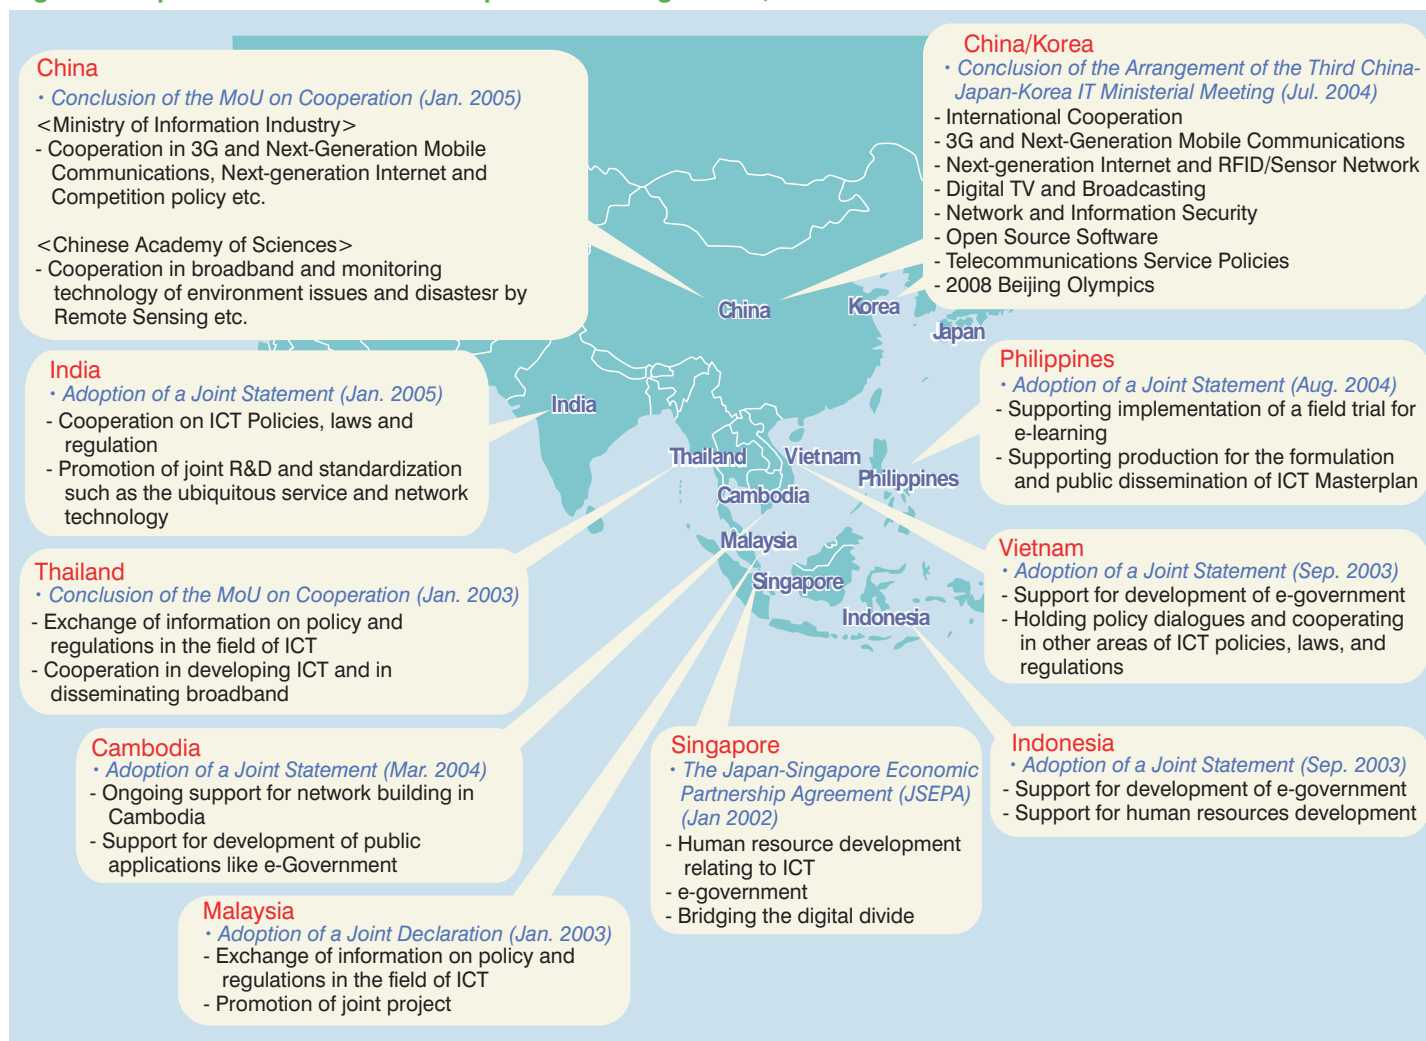 China
・Conclusion of the MoU on Cooperation (Jan. 2005)
<Ministry of Information Industry>
- Cooperation in 3G and Next-Generation Mobile
Communications, Next-generation Internet and
Competition policy etc.
<Chinese Academy of Sciences>
- Cooperation in broadband and monitoring
technology of environment issues and disastesr by
Remote Sensing etc.
China/Korea
・Conclusion of the Arrangement of the Third China-
Japan-Korea IT Ministerial Meeting (Jul. 2004)
- International Cooperation
- 3G and Next-Generation Mobile Communications
- Next-generation Internet and RFID/Sensor Network
- Digital TV and Broadcasting
- Network and Information Security
- Open Source Software
- Telecommunications Service Policies
- 2008 Beijing Olympics
China
Korea
Japan
India
・Adoption of a Joint Statement (Jan. 2005)
- Cooperation on ICT Policies, laws and
regulation
- Promotion of joint R&D and standardization
such as the ubiquitous service and network
technology
India
Thailand
Vietnam
Philippines
Cambodia
Malaysia
Singapore
Indonesia
Philippines
・Adoption of a Joint Statement (Aug. 2004)
- Supporting implementation of a field trial for
e-learning
- Supporting production for the formulation
and public dissemination of ICT Masterplan
Thailand
・Conclusion of the MoU on Cooperation (Jan. 2003)
- Exchange of information on policy and
regulations in the field of ICT
- Cooperation in developing ICT and in
disseminating broadband
Vietnam
・Adoption of a Joint Statement (Sep. 2003)
- Support for development of e-government
- Holding policy dialogues and cooperating
in other areas of ICT policies, laws, and
regulations
Cambodia
・Adoption of a Joint Statement (Mar. 2004)
- Ongoing support for network building in
Cambodia
- Support for development of public
applications like e-Government
Singapore
・The Japan-Singapore Economic
Partnership Agreement (JSEPA)
(Jan 2002)
- Human resource development
relating to ICT
- e-government
- Bridging the digital divide
Indonesia
・Adoption of a Joint Statement (Sep. 2003)
- Support for development of e-government
- Support for human resources development
Malaysia
・Adoption of a Joint Declaration (Jan. 2003)
- Exchange of information on policy and
regulations in the field of ICT
- Promotion of joint project